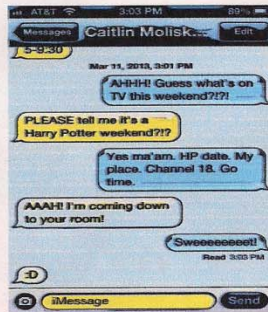 AT&T 3:03 PM 89%
Messages Caitlin Molisk... Edit
5-9:30
Mar 11, 2013, 3:01 PM
AHHH! Guess what's on
TV this weekend?!?!
PLEASE tell me it's a
Harry Potter weekend?!?
Yes ma'am. HP date. My
place. Channel 18. Go
time.
AAAH! I'm coming down
to your room!
Sweeeeeeeet!
Read 3:03 PM
:D
iMessage Send